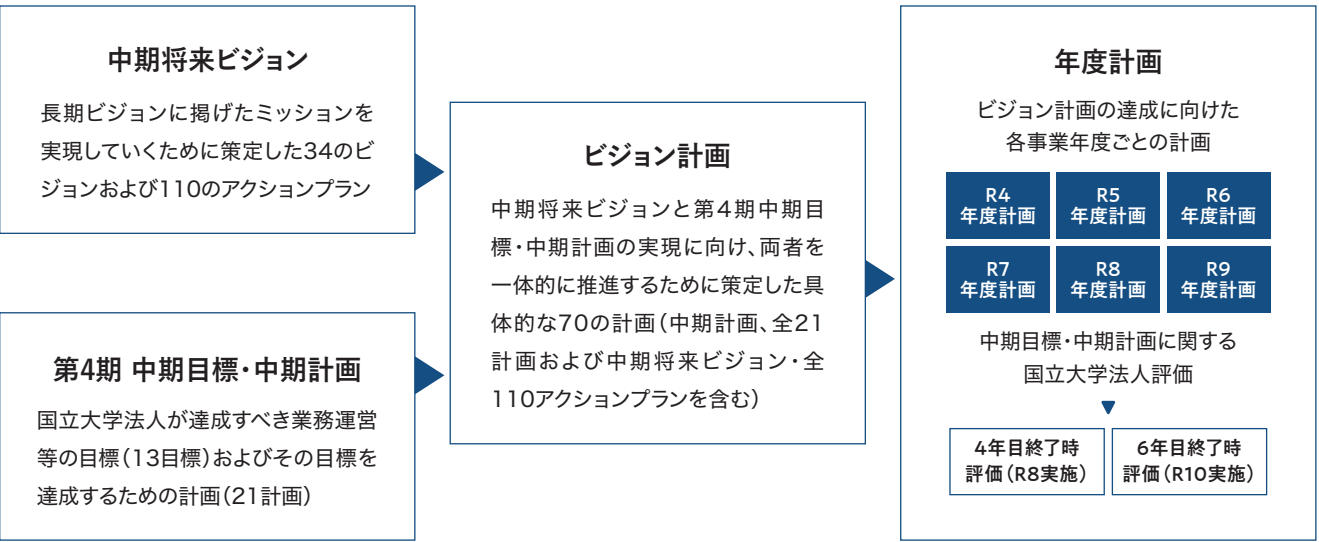 中期将来ビジョン
長期ビジョンに掲げたミッションを
実現していくために策定した34のビ
ジョンおよび110のアクションプラン
第4期 中期目標・中期計画
国立大学法人が達成すべき業務運営
等の目標(13目標)およびその目標を
達成するための計画(21計画)
ビジョン計画
中期将来ビジョンと第4期中期目
標・中期計画の実現に向け、両者を
一体的に推進するために策定した具
体的な70の計画(中期計画、全21
計画および中期将来ビジョン・全
110アクションプランを含む)
年度計画
ビジョン計画の達成に向けた
各事業年度ごとの計画
R4
年度計画
R5
年度計画
R6
年度計画
R7
年度計画
R8
年度計画
R9
年度計画
中期目標・中期計画に関する
国立大学法人評価
4年目終了時
評価(R8実施)
6年目終了時
評価(R10実施)